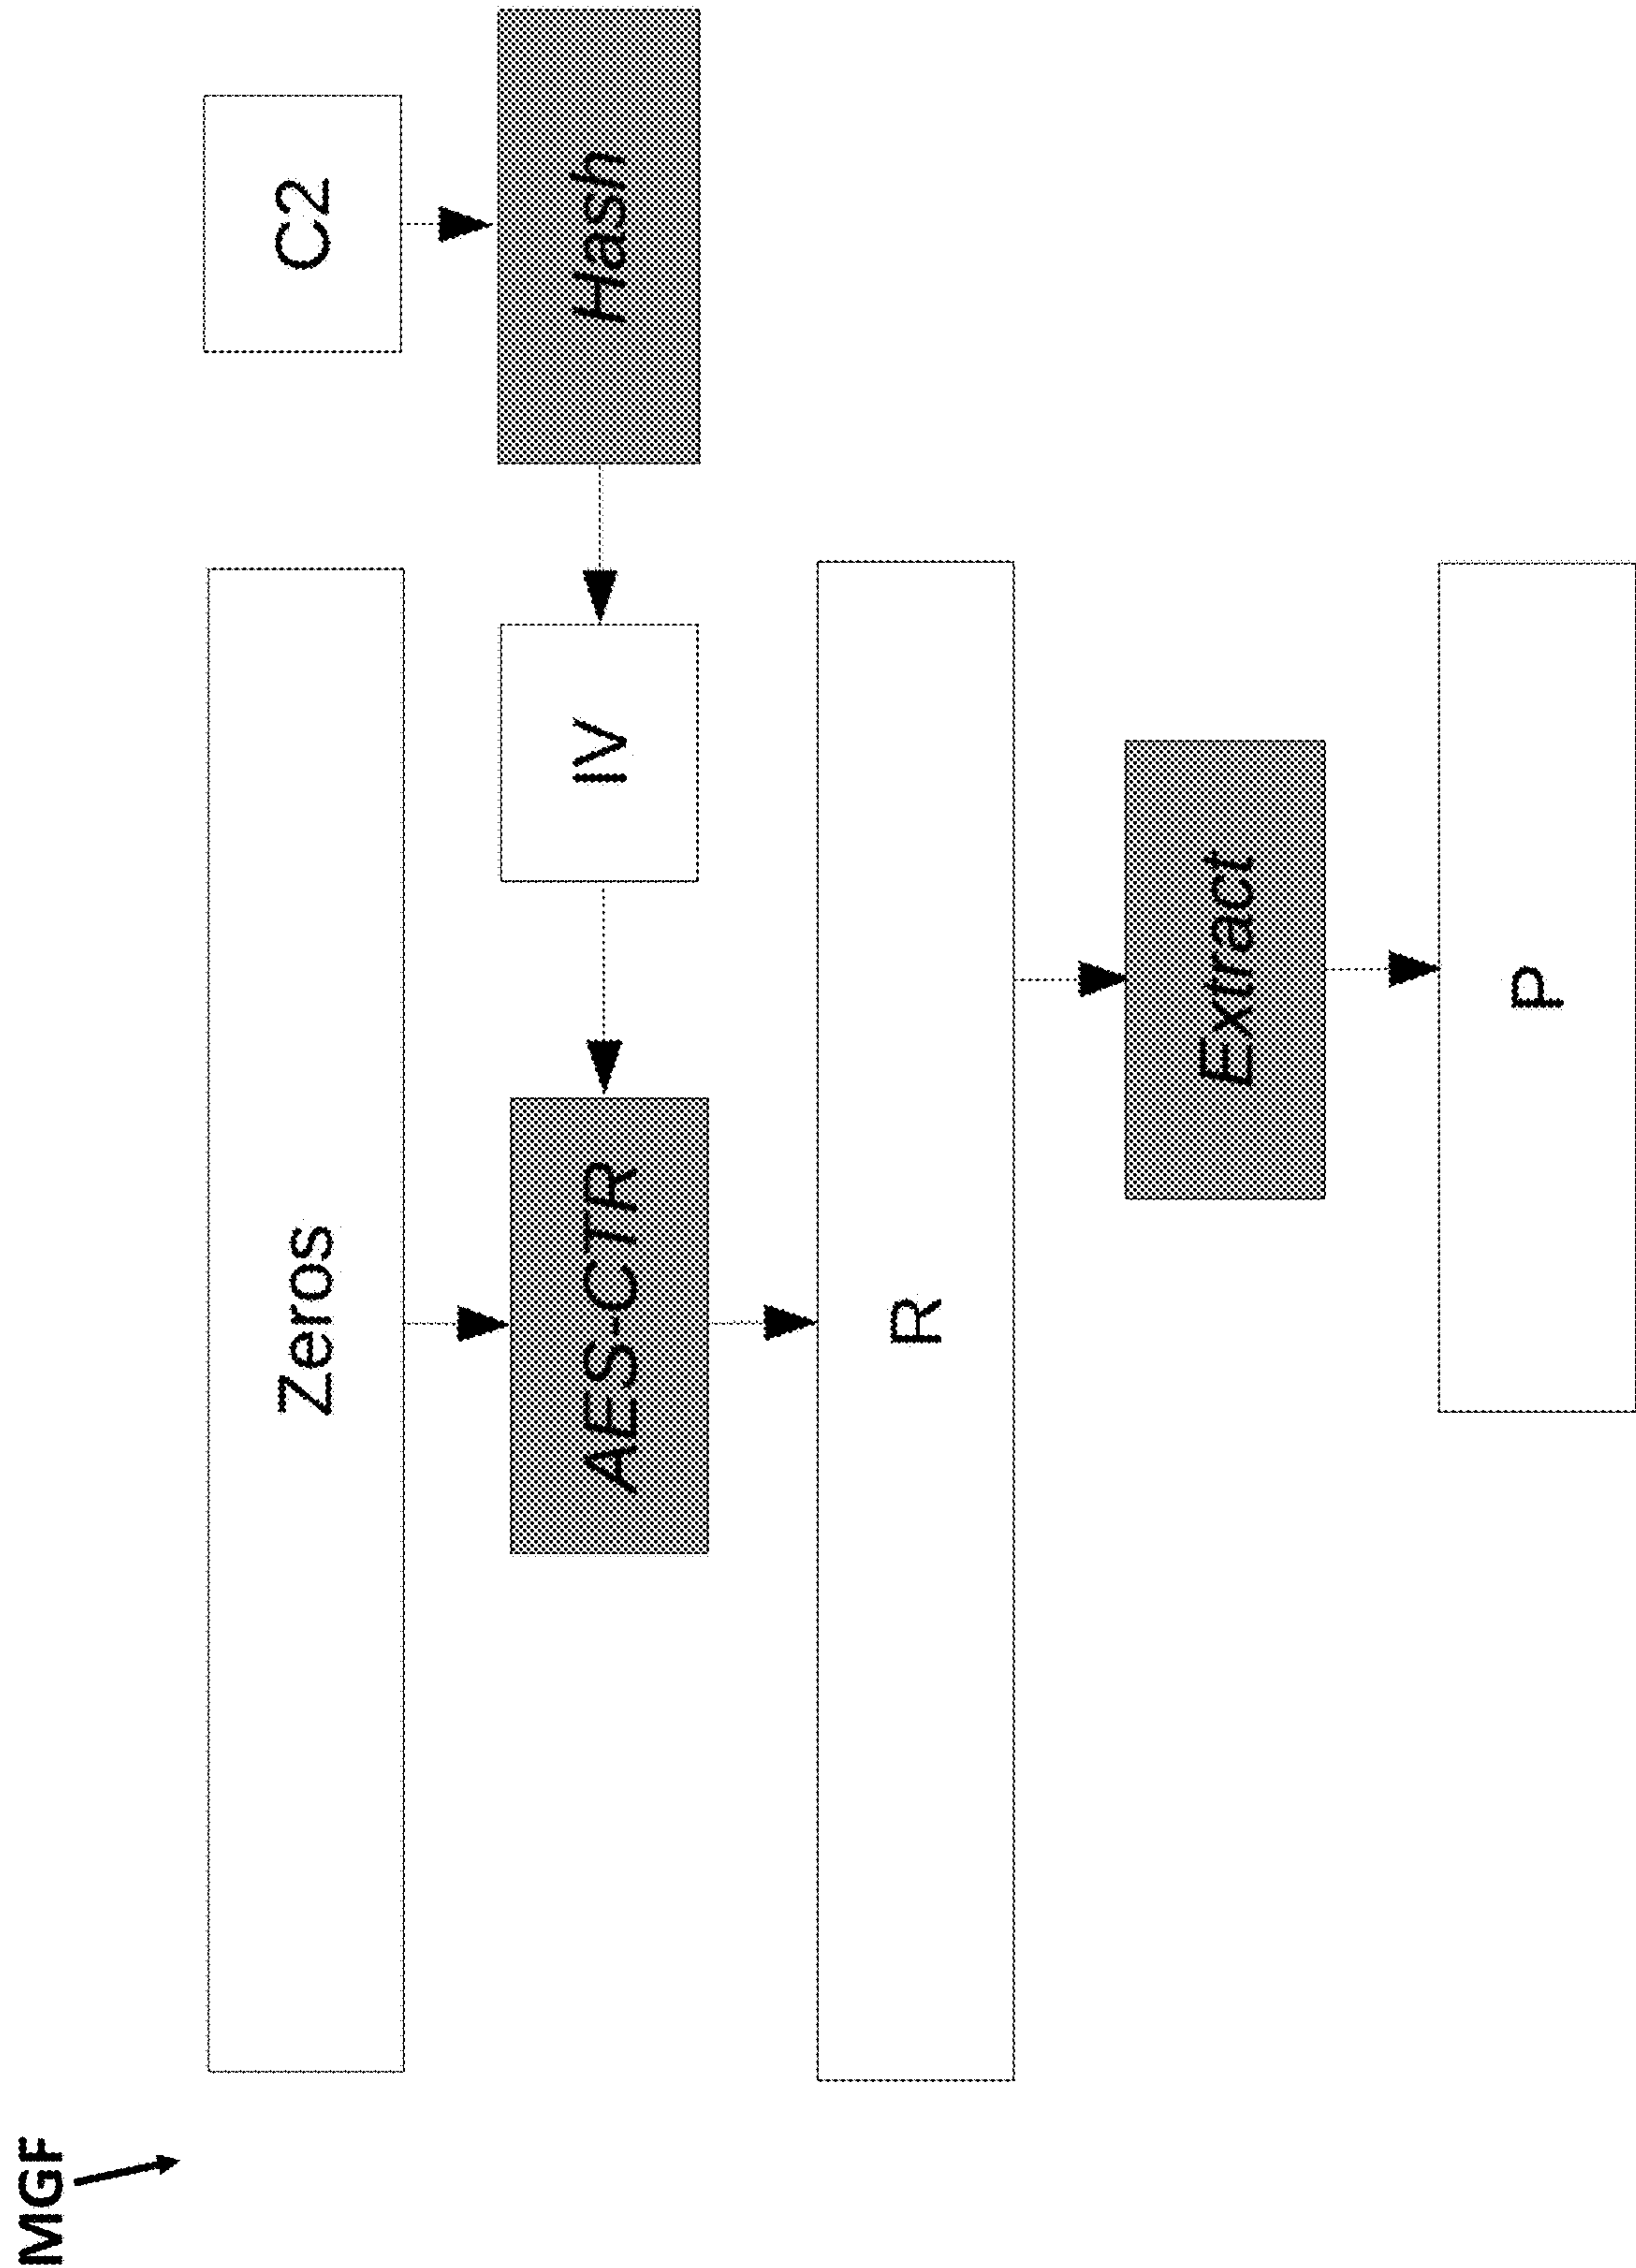 MGF
Zeros
C2
AES-CTR
IV
Hash
R
Extract
P